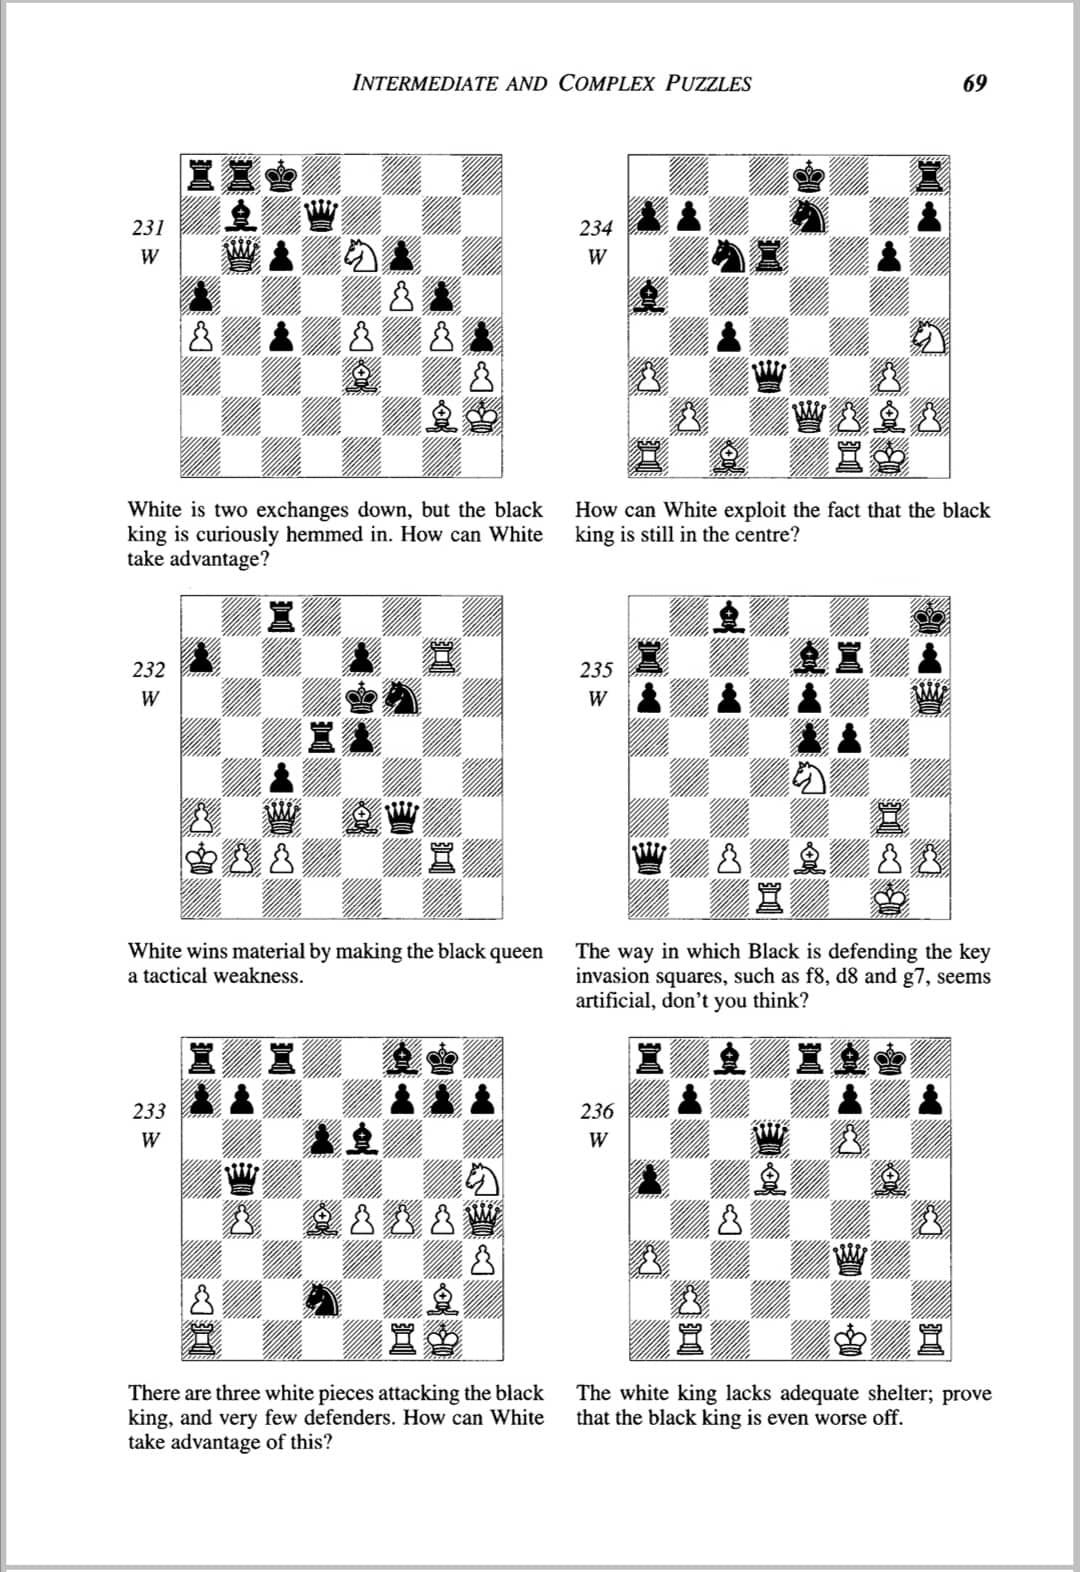 INTERMEDIATE AND COMPLEX PUZZLES 69
231
W
White is two exchanges down, but the black
king is curiously hemmed in. How can White
take advantage?
232
W
White wins material by making the black queen
a tactical weakness.
233
W
There are three white pieces attacking the black
king, and very few defenders. How can White
take advantage of this?
234
W
How can White exploit the fact that the black
king is still in the centre?
235
W
The way in which Black is defending the key
invasion squares, such as f8, d8 and g7, seems
artificial, don't you think?
236
W
The white king lacks adequate shelter; prove
that the black king is even worse off.